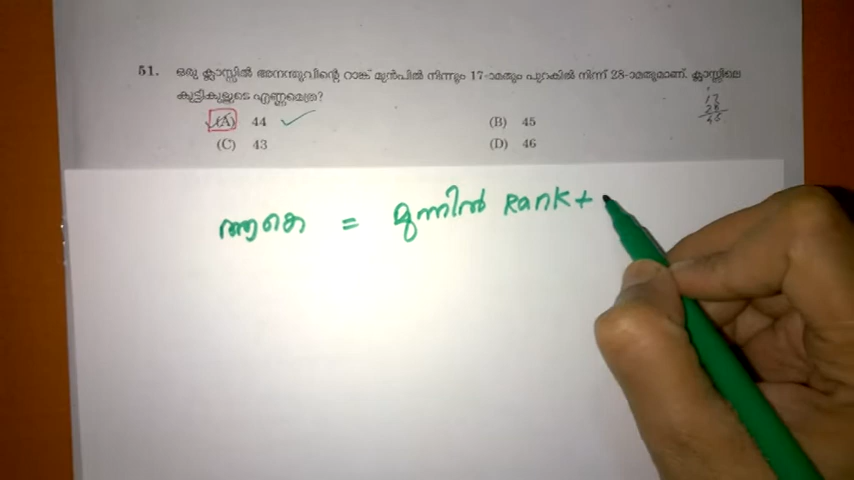 51. ഒരു ക്ലാസ്സിൽ അനന്തുവിന്റെ റാങ്ക് മുൻപിൽ നിന്നും 17-ാമതും പുറകിൽ നിന്ന് 28-ാമതുമാണ്. ക്ലാസ്സിലെ
കുട്ടികളുടെ എണ്ണമെത്ര?
(A) 44 (B) 45
(C) 43 (D) 46
17
28
45
ആകെ = മുന്നിൽ Rank +